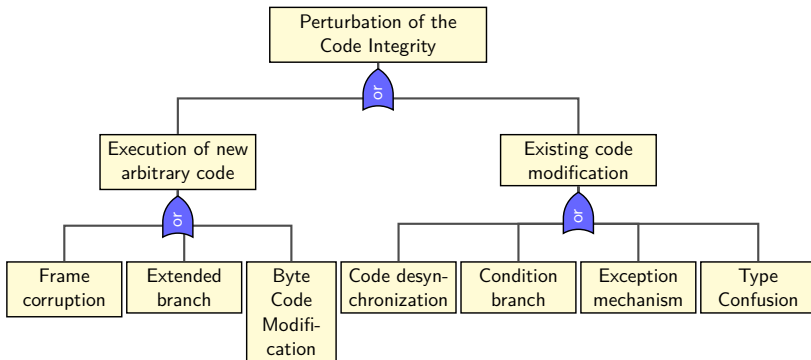 Perturbation of the
Code Integrity
or
Execution of new
arbitrary code
Existing code
modification
or
or
Frame
corruption
Extended
branch
Byte
Code
Modifi-
cation
Code desyn-
chronization
Condition
branch
Exception
mechanism
Type
Confusion